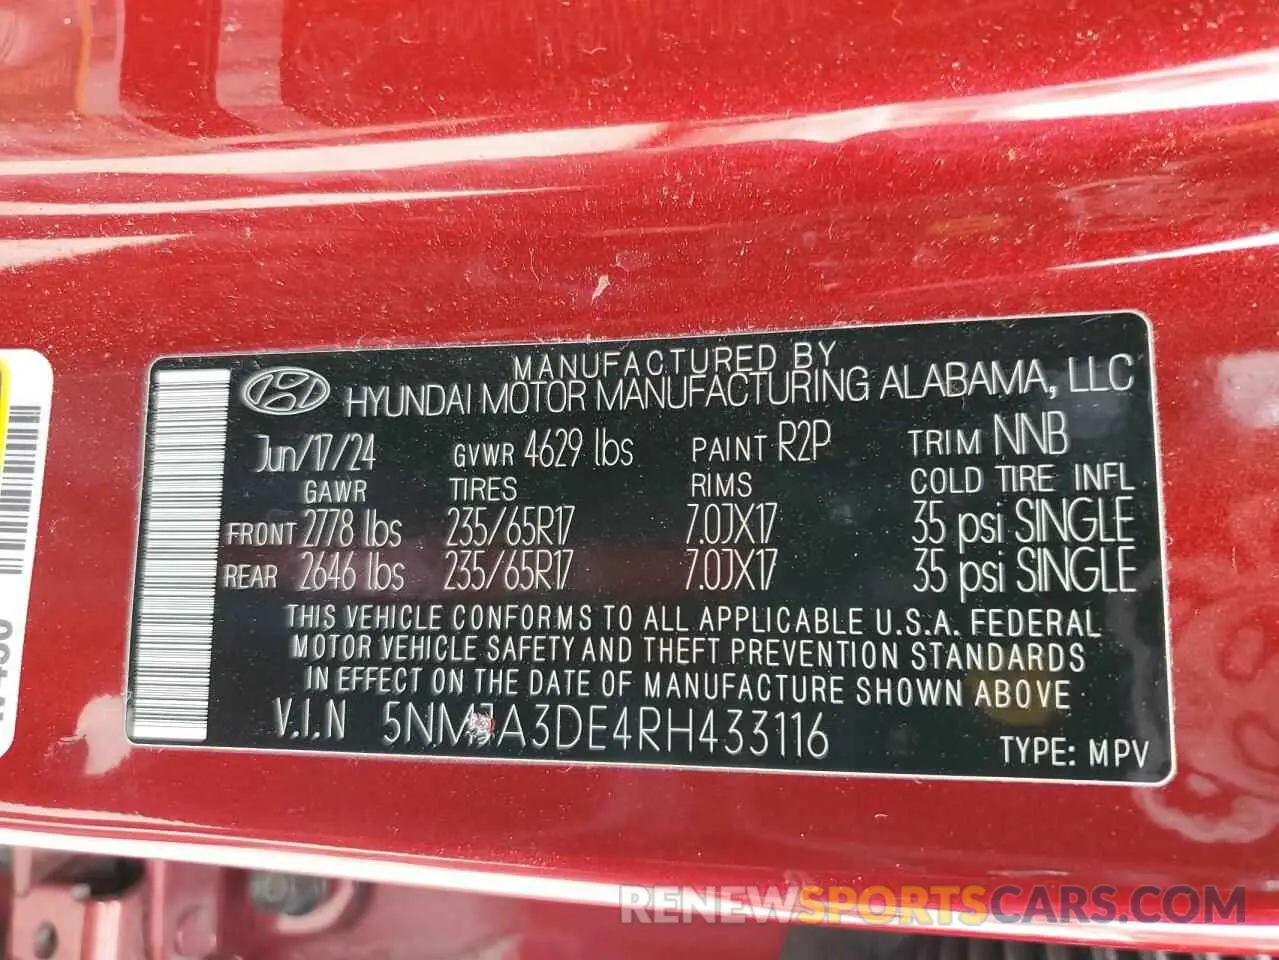 MANUFACTURED BY
HYUNDAI MOTOR MANUFACTURING ALABAMA, LLC
Jun/17/24 GVWR 4629 lbs PAINT R2P TRIM NNB
GAWR TIRES RIMS COLD TIRE INFL
FRONT 2778 lbs 235/65R17 7.0JX17 35 psi SINGLE
REAR 2646 lbs 235/65R17 7.0JX17 35 psi SINGLE
THIS VEHICLE CONFORMS TO ALL APPLICABLE U.S.A. FEDERAL
MOTOR VEHICLE SAFETY AND THEFT PREVENTION STANDARDS
IN EFFECT ON THE DATE OF MANUFACTURE SHOWN ABOVE
V.I.N 5NMJA3DE4RH433116
TYPE: MPV
RENEWSPORTSCARS.COM